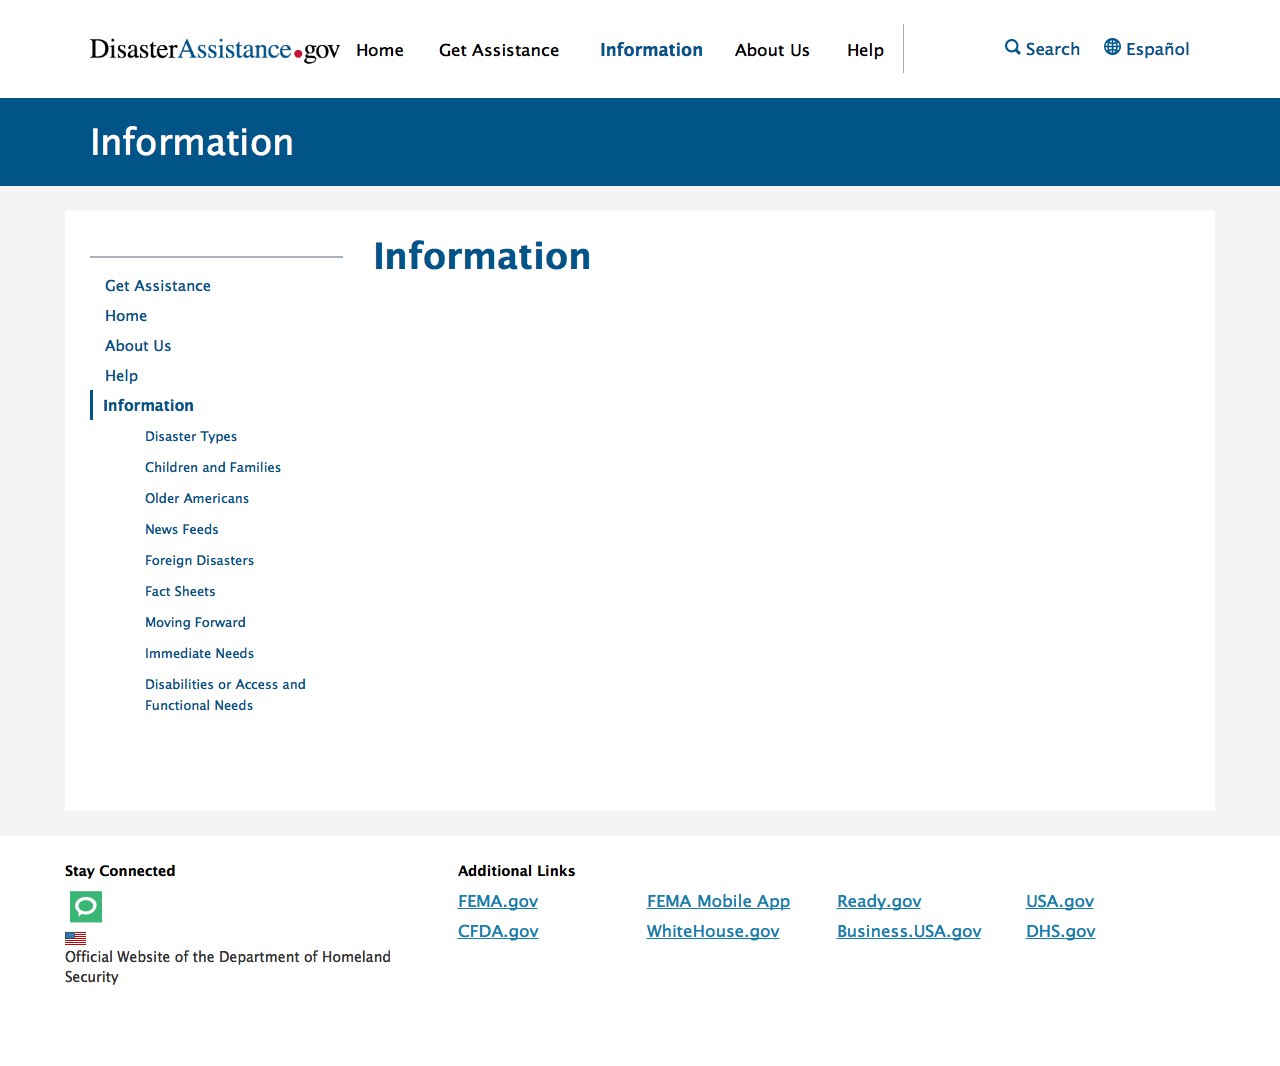 DisasterAssistance.gov Home Get Assistance Information About Us Help Search Español
Information
Information
Get Assistance
Home
About Us
Help
Information
Disaster Types
Children and Families
Older Americans
News Feeds
Foreign Disasters
Fact Sheets
Moving Forward
Immediate Needs
Disabilities or Access and
Functional Needs
Stay Connected
Official Website of the Department of Homeland
Security
Additional Links
FEMA.gov FEMA Mobile App Ready.gov USA.gov
CFDA.gov WhiteHouse.gov Business.USA.gov DHS.gov